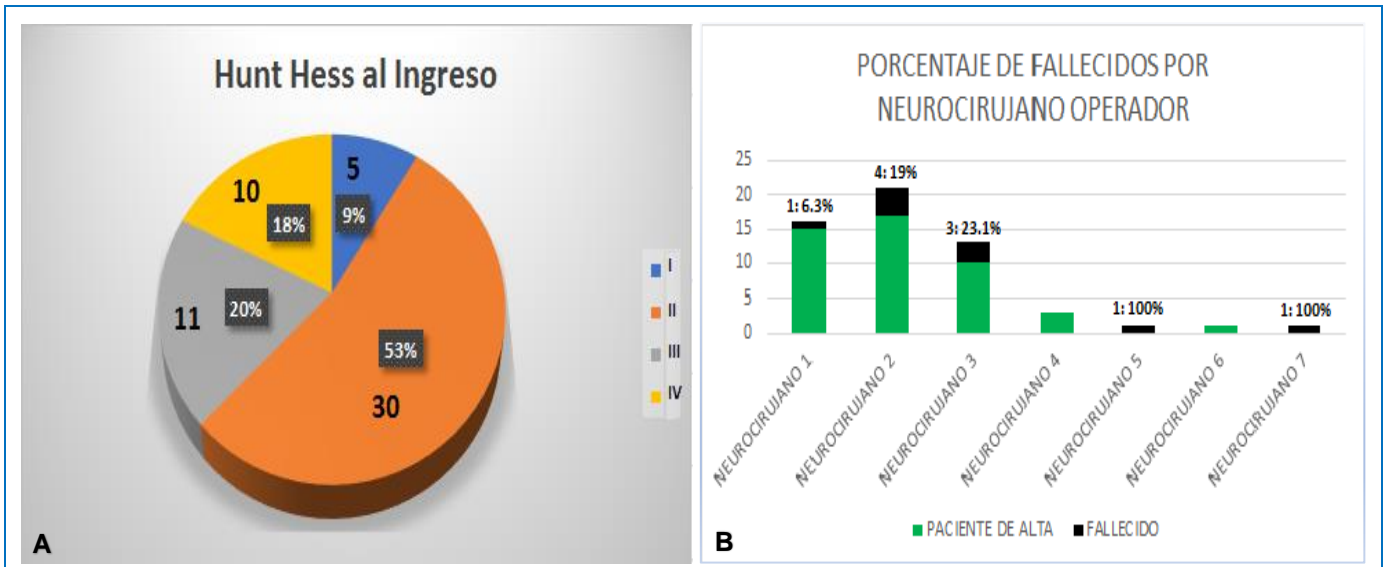 Hunt Hess al Ingreso
5
9%
10
18%
11
20%
53%
30
I
II
III
IV
A
PORCENTAJE DE FALLECIDOS POR
NEUROCIRUJANO OPERADOR
25
20
15
10
5
0
1: 6.3%
4: 19%
3: 23.1%
1: 100%
1: 100%
NEUROCIRUJANO 1
NEUROCIRUJANO 2
NEUROCIRUJANO 3
NEUROCIRUJANO 4
NEUROCIRUJANO 5
NEUROCIRUJANO 6
NEUROCIRUJANO 7
PACIENTE DE ALTA FALLECIDO
B